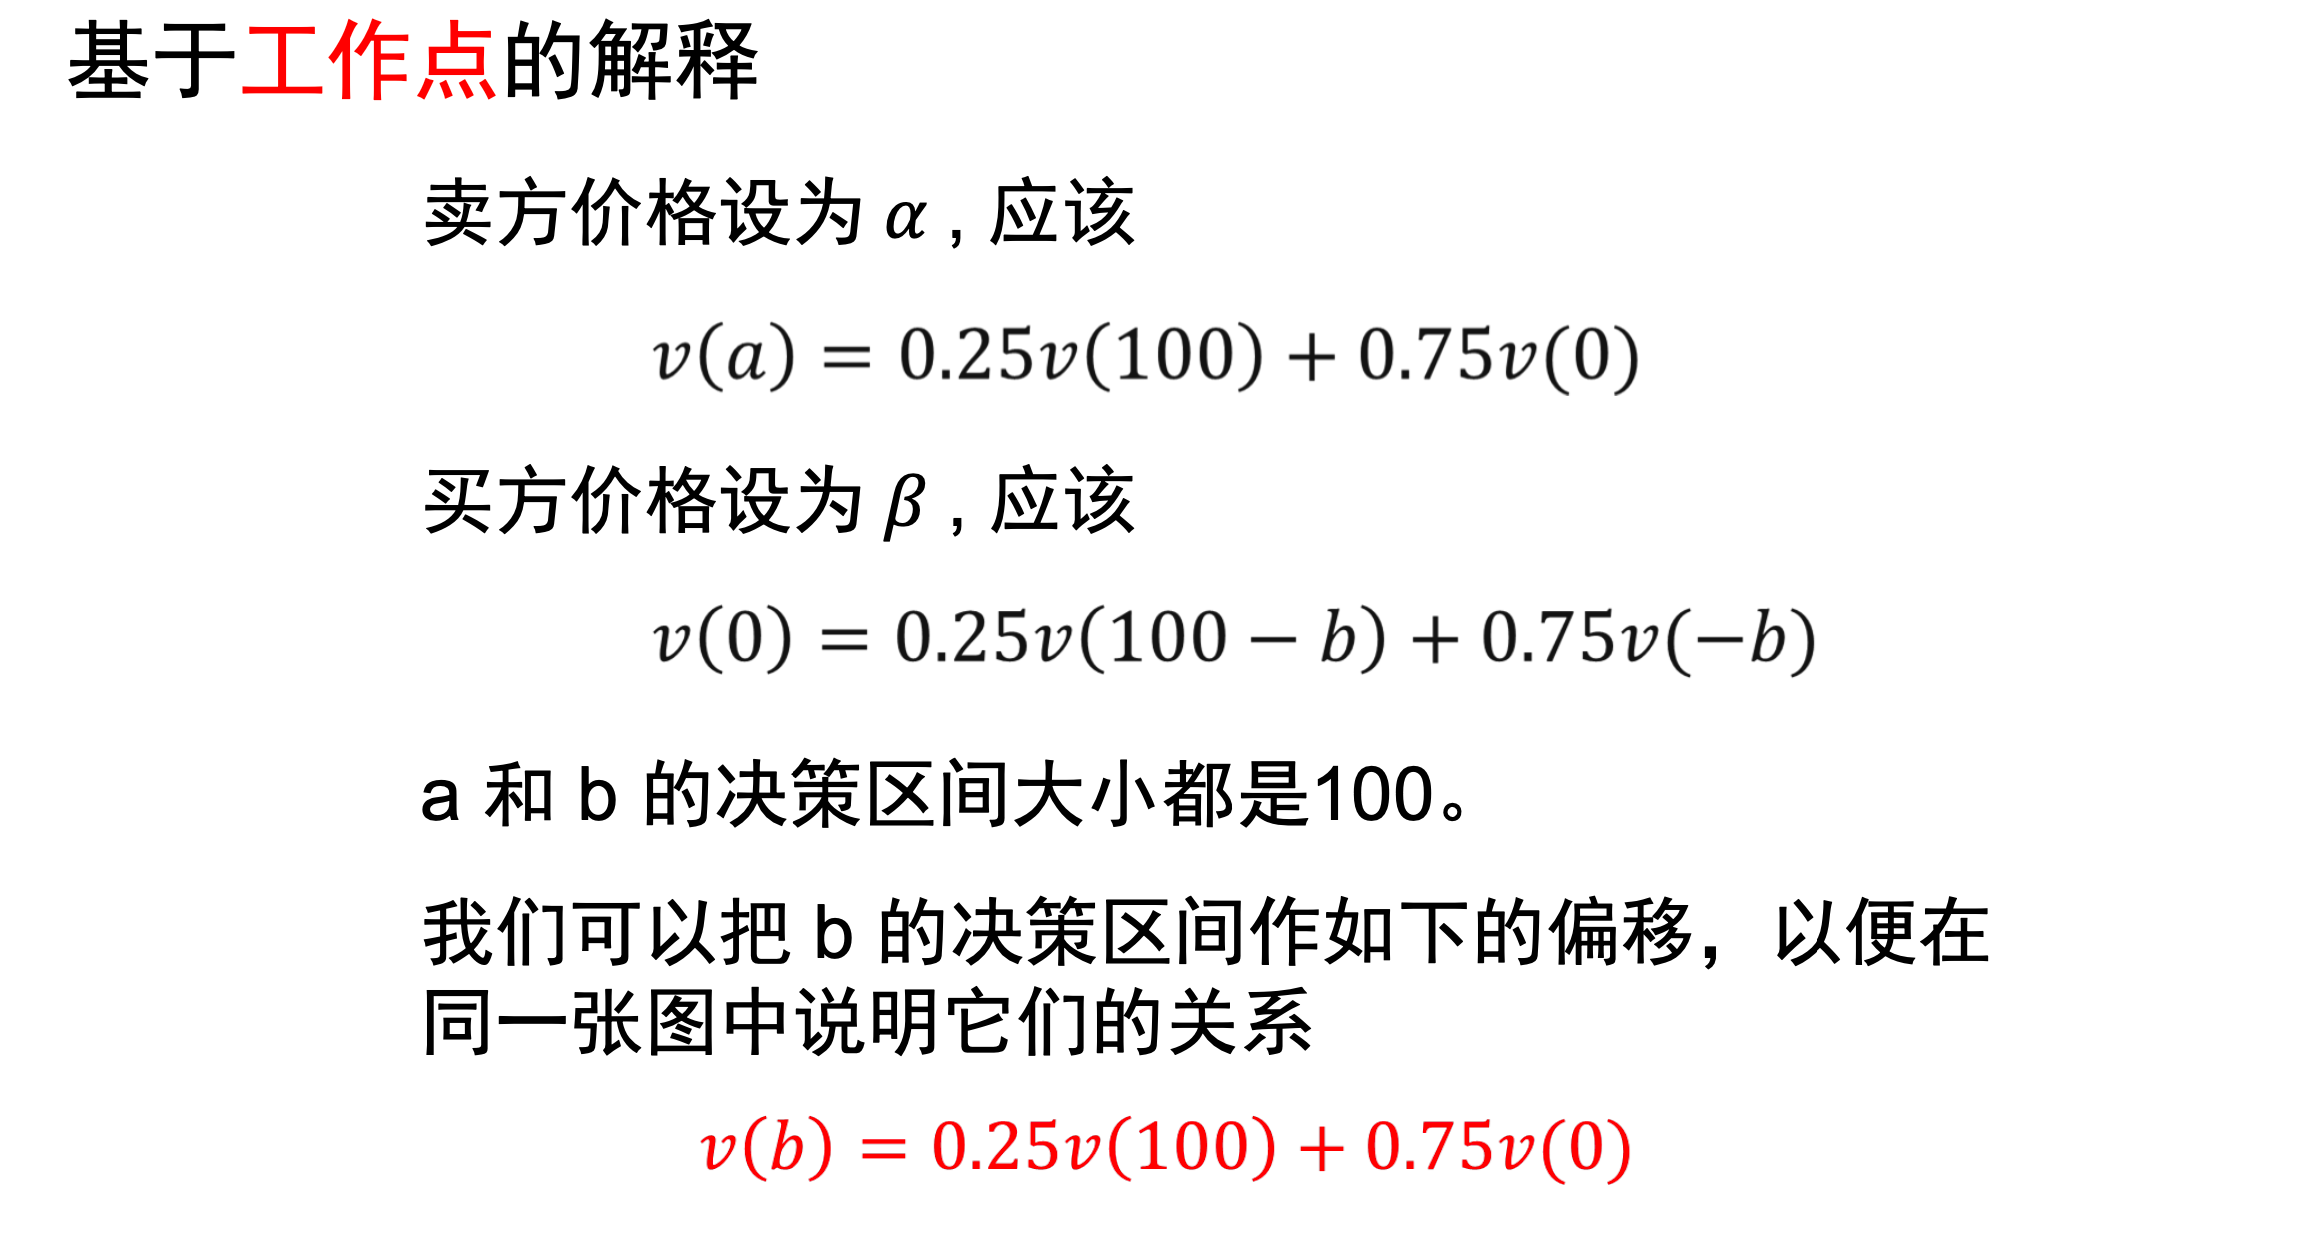 基于工作点的解释
卖方价格设为 α , 应该
v(a) = 0.25v(100) + 0.75v(0)
买方价格设为 β , 应该
v(0) = 0.25v(100 − b) + 0.75v(−b)
a 和 b 的决策区间大小都是100。
我们可以把 b 的决策区间作如下的偏移，以便在
同一张图中说明它们的关系
v(b) = 0.25v(100) + 0.75v(0)